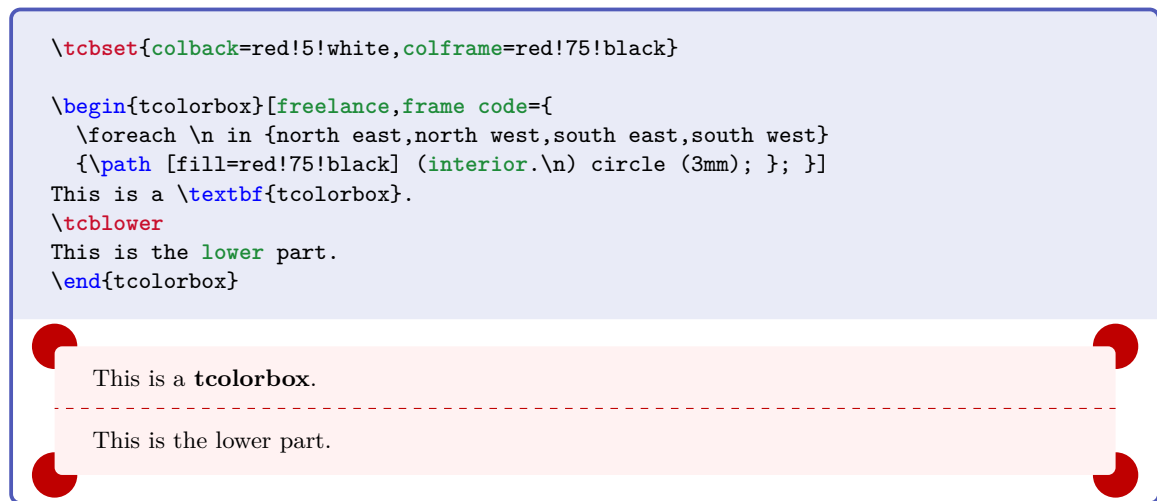 \tcbset{colback=red!5!white,colframe=red!75!black}
\begin{tcolorbox}[freelance,frame code={
\foreach \n in {north east,north west,south east,south west}
{\path [fill=red!75!black] (interior.\n) circle (3mm); }; }]
This is a \textbf{tcolorbox}.
\tcblower
This is the lower part.
\end{tcolorbox}
This is a tcolorbox.
This is the lower part.